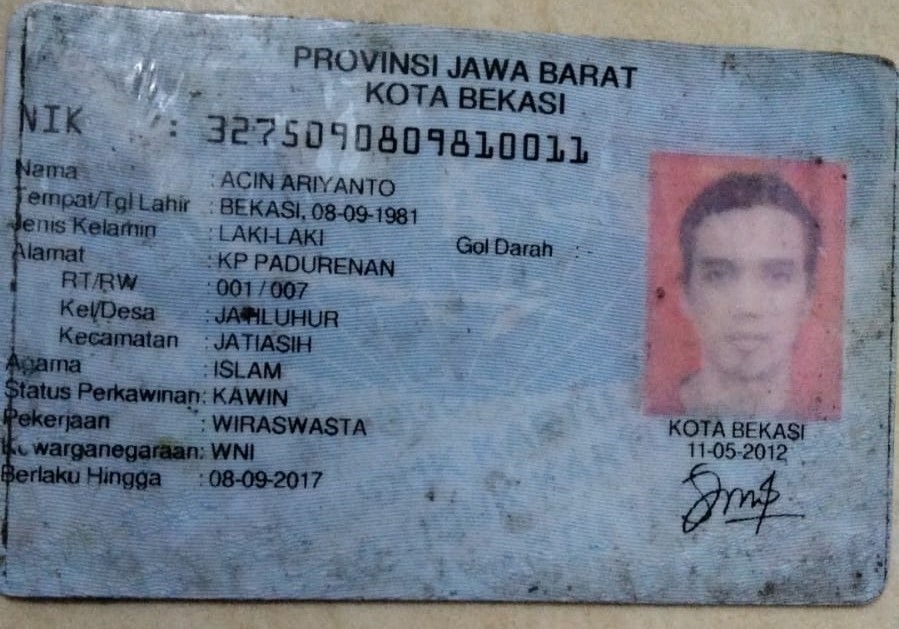 PROVINSI JAWA BARAT
KOTA BEKASI
NIK : 3275090809810011
Nama : ACIN ARIYANTO
Tempat/Tgl Lahir : BEKASI, 08-09-1981
Jenis Kelamin : LAKI-LAKI Gol Darah : -
Alamat : KP PADURENAN
RT/RW : 001 / 007
Kel/Desa : JATILUHUR
Kecamatan : JATIASIH
Agama : ISLAM
Status Perkawinan: KAWIN
Pekerjaan : WIRASWASTA
Kewarganegaraan: WNI
Berlaku Hingga : 08-09-2017
KOTA BEKASI
11-05-2012